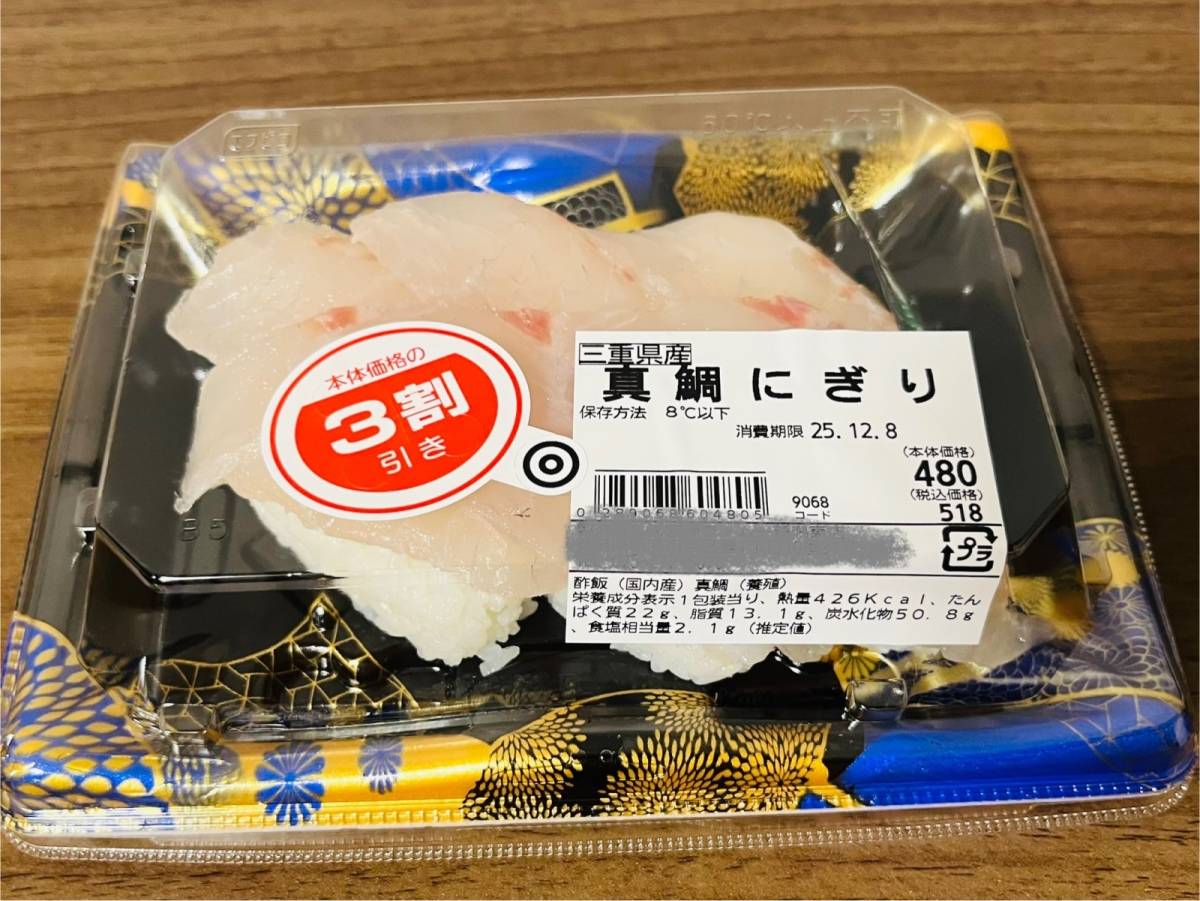 エフピコ
本体価格の
3割
引き
三重県産
真鯛にぎり
保存方法 8℃以下
消費期限 25.12.8
(本体価格)
480
(税込価格)
518
9068
コード
プラ
酢飯(国内産)真鯛(養殖)
栄養成分表示1包装当り、熱量426Kcal、たん
ぱく質22g、脂質13.1g、炭水化物50.8g
、食塩相当量2.1g(推定値)